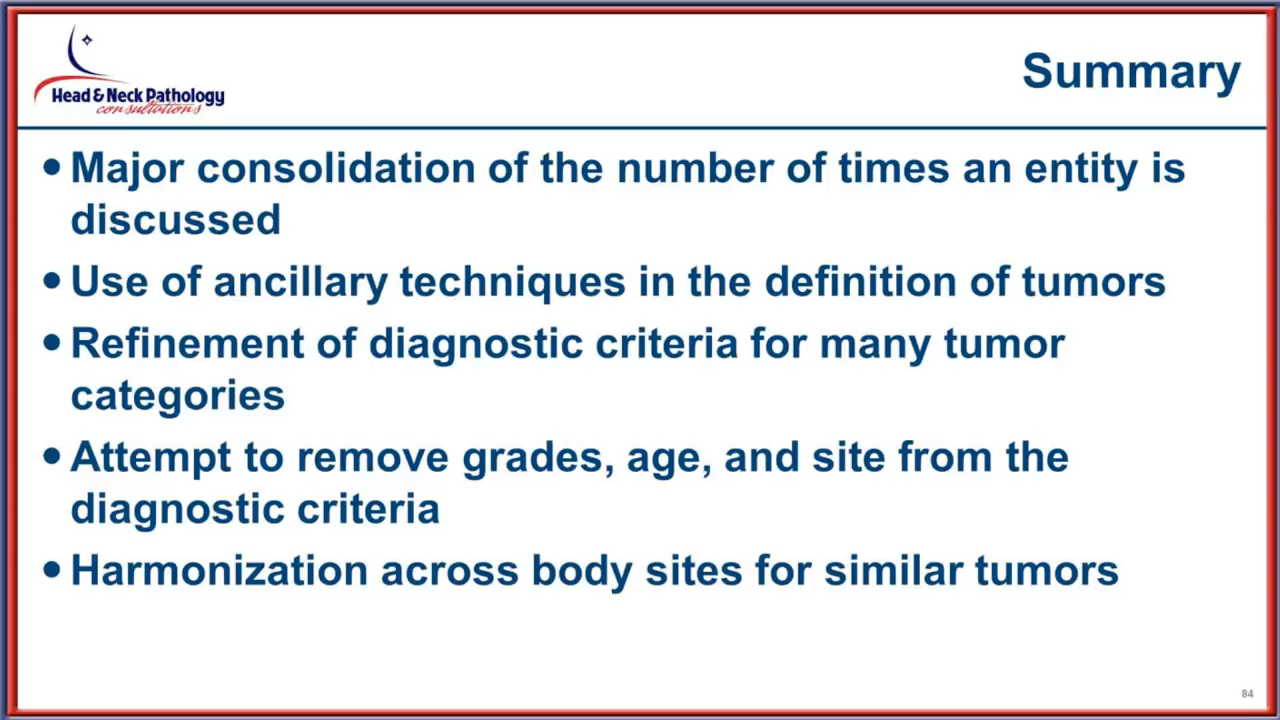 Head & Neck Pathology
consultations
Summary
• Major consolidation of the number of times an entity is
discussed
• Use of ancillary techniques in the definition of tumors
• Refinement of diagnostic criteria for many tumor
categories
• Attempt to remove grades, age, and site from the
diagnostic criteria
• Harmonization across body sites for similar tumors
84